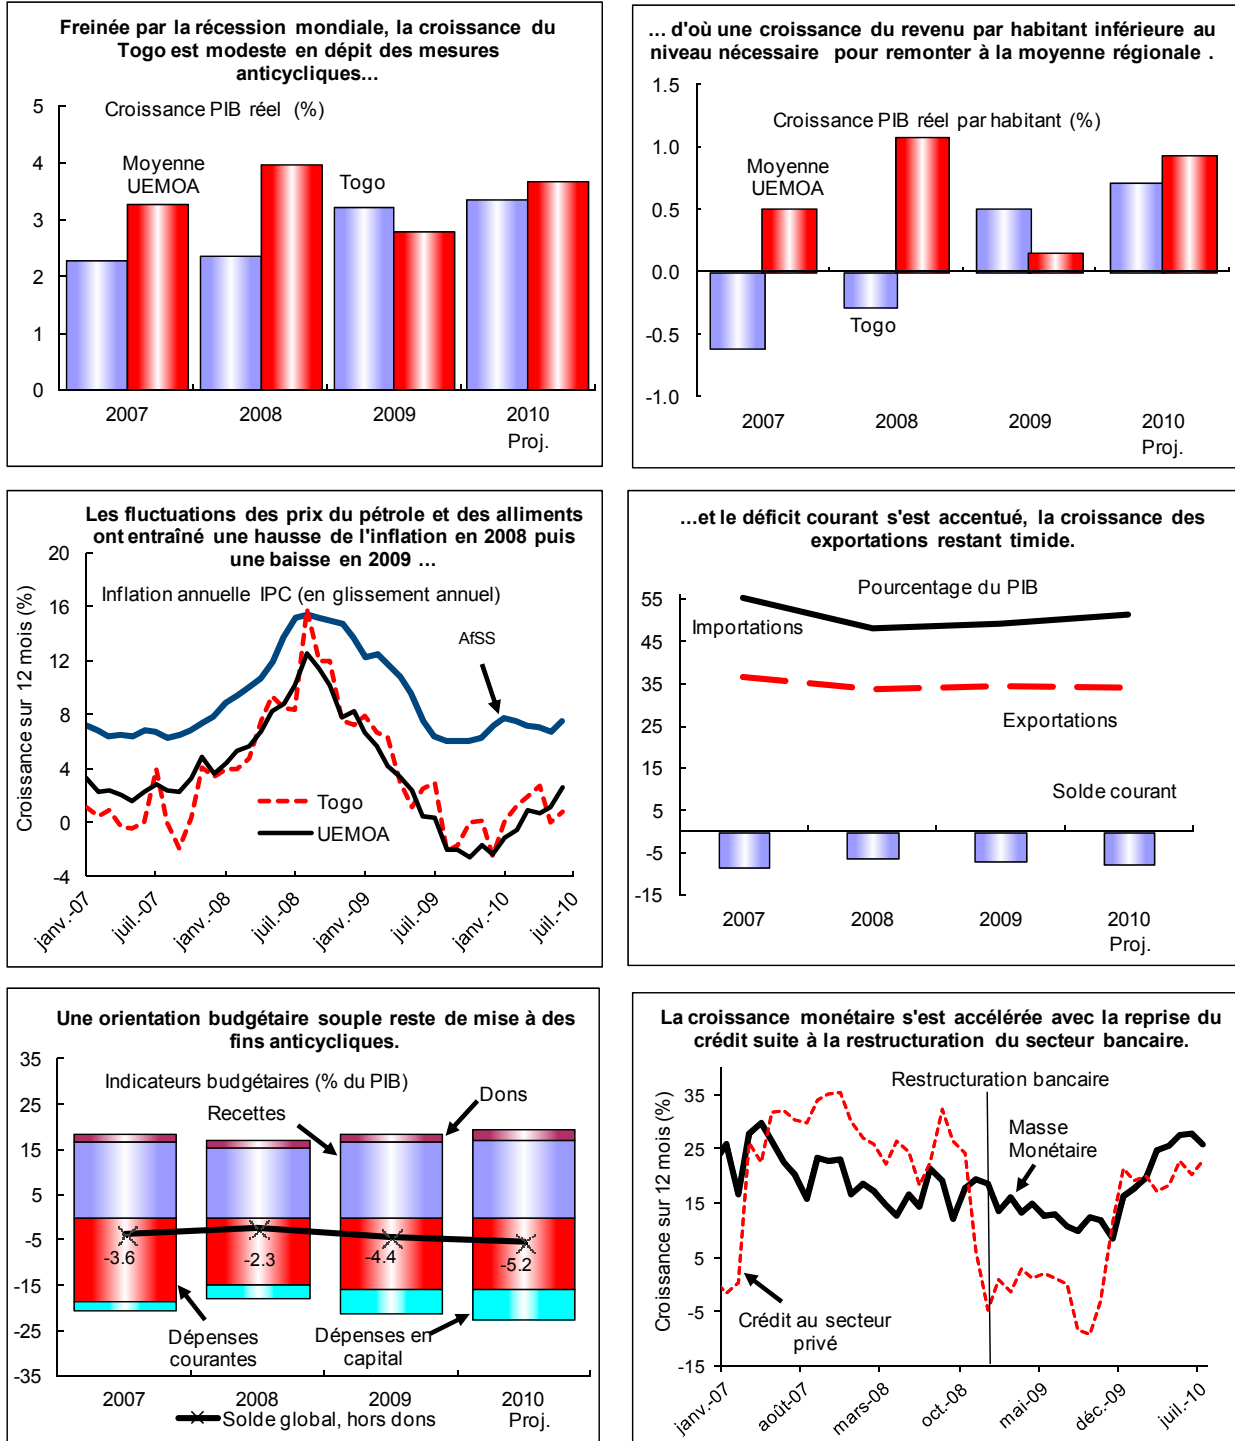 Freinée par la récession mondiale, la croissance du
Togo est modeste en dépit des mesures
anticycliques...
Croissance PIB réel (%)
5
4
3
2
1
0
Moyenne
UEMOA
Togo
2007
2008
2009
2010
Proj.
... d'où une croissance du revenu par habitant inférieure au
niveau nécessaire pour remonter à la moyenne régionale .
1.5
1.0
0.5
0.0
-0.5
-1.0
Croissance PIB réel par habitant (%)
Moyenne
UEMOA
Togo
2007
2008
2009
2010
Proj.
Les fluctuations des prix du pétrole et des alliments
ont entraîné une hausse de l'inflation en 2008 puis
une baisse en 2009 ...
Croissance sur 12 mois (%)
20
16
12
8
4
0
-4
Inflation annuelle IPC (en glissement annuel)
AfSS
Togo
UEMOA
janv.-07
juil.-07
janv.-08
juil.-08
janv.-09
juil.-09
janv.-10
juil.-10
...et le déficit courant s'est accentué, la croissance des
exportations restant timide.
55
45
35
25
15
5
-5
-15
Pourcentage du PIB
Importations
Exportations
Solde courant
2007
2008
2009
2010
Proj.
Une orientation budgétaire souple reste de mise à des
fins anticycliques.
35
25
15
5
-5
-15
-25
-35
Indicateurs budgétaires (% du PIB)
Recettes
Dons
-3.6
-2.3
-4.4
-5.2
Dépenses
courantes
Dépenses en
capital
2007
2008
2009
2010
Proj.
Solde global, hors dons
La croissance monétaire s'est accélérée avec la reprise du
crédit suite à la restructuration du secteur bancaire.
Croissance sur 12 mois (%)
35
25
15
5
-5
-15
Restructuration bancaire
Masse
Monétaire
Crédit au secteur
privé
janv.-07
août-07
mars-08
oct.-08
mai-09
déc.-09
juil.-10